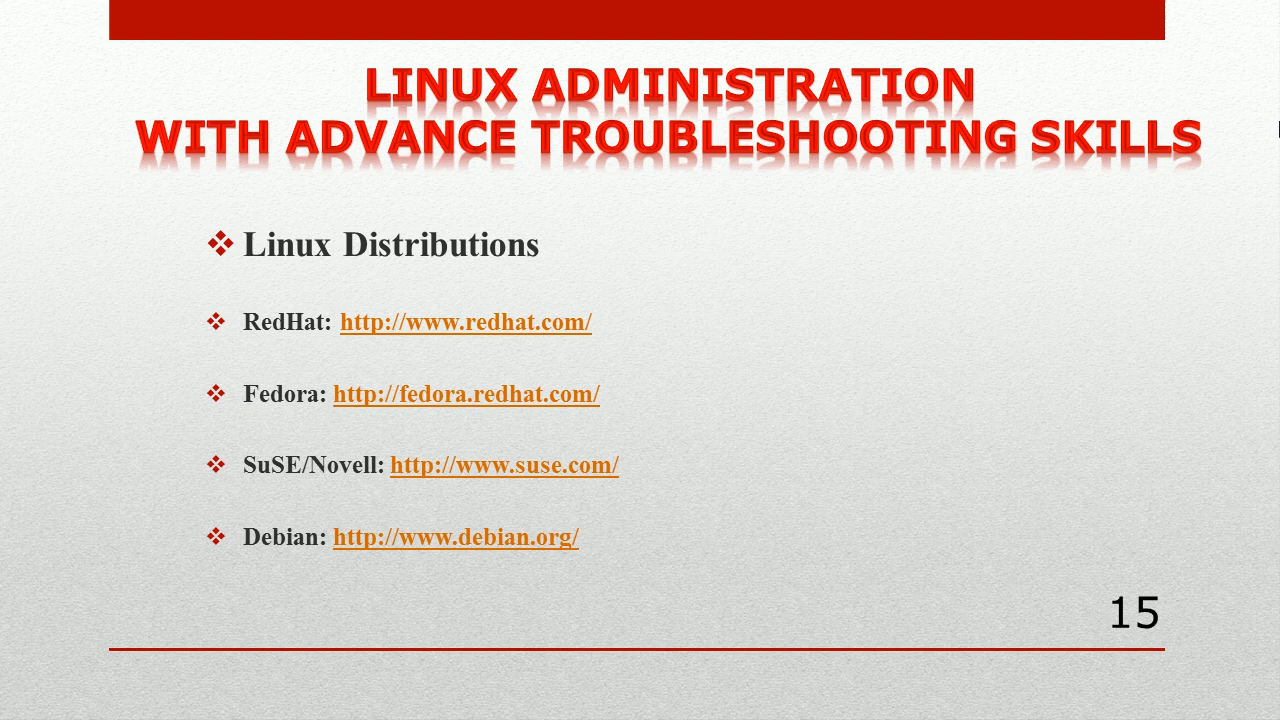 LINUX ADMINISTRATION
WITH ADVANCE TROUBLESHOOTING SKILLS
Linux Distributions
RedHat: http://www.redhat.com/
Fedora: http://fedora.redhat.com/
SuSE/Novell: http://www.suse.com/
Debian: http://www.debian.org/
15